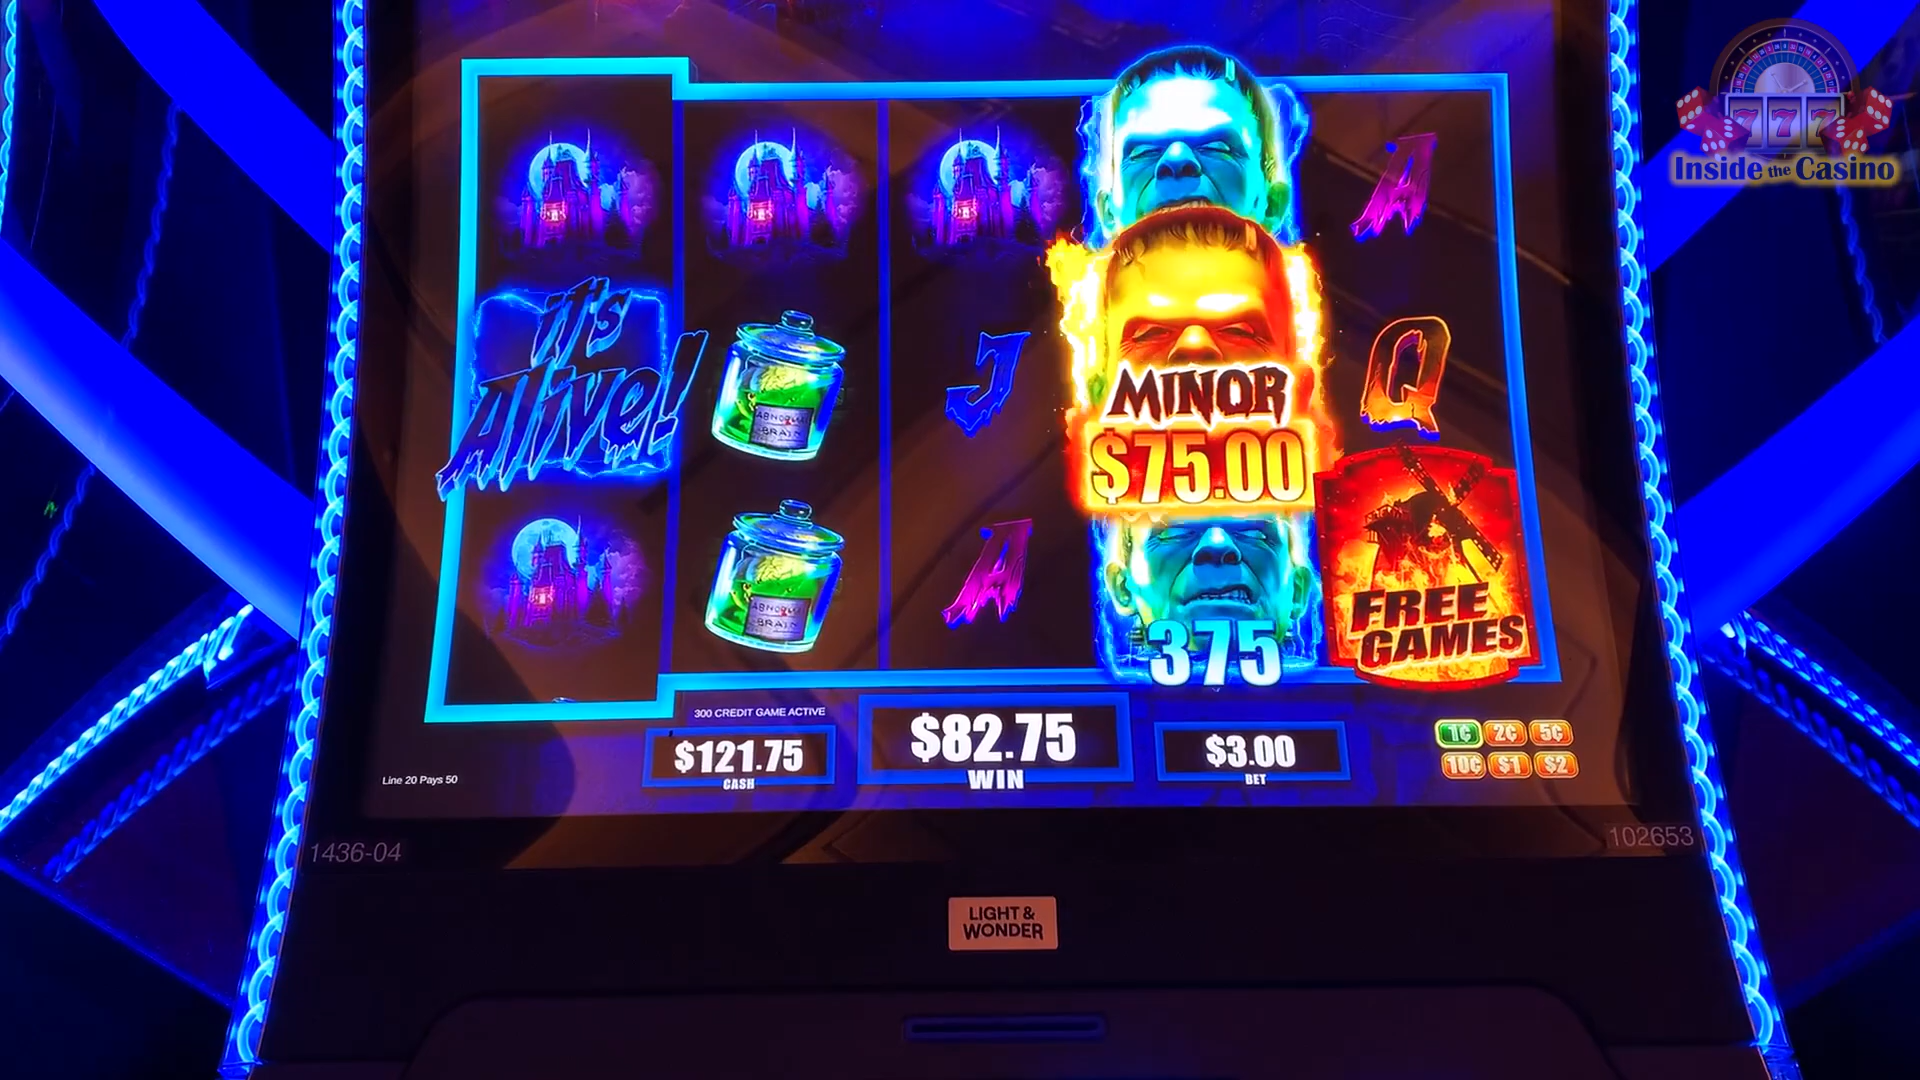 777
Inside the Casino
it's
Alive!
A
J
Q
A
MINOR
$75.00
375
FREE
GAMES
ABNORMAL
BRAIN
ABNORMAL
BRAIN
300 CREDIT GAME ACTIVE
$121.75
CASH
$82.75
WIN
$3.00
BET
1¢ 2¢ 5¢
10¢ $1 $2
Line 20 Pays 50
1436-04
102653
LIGHT &
WONDER